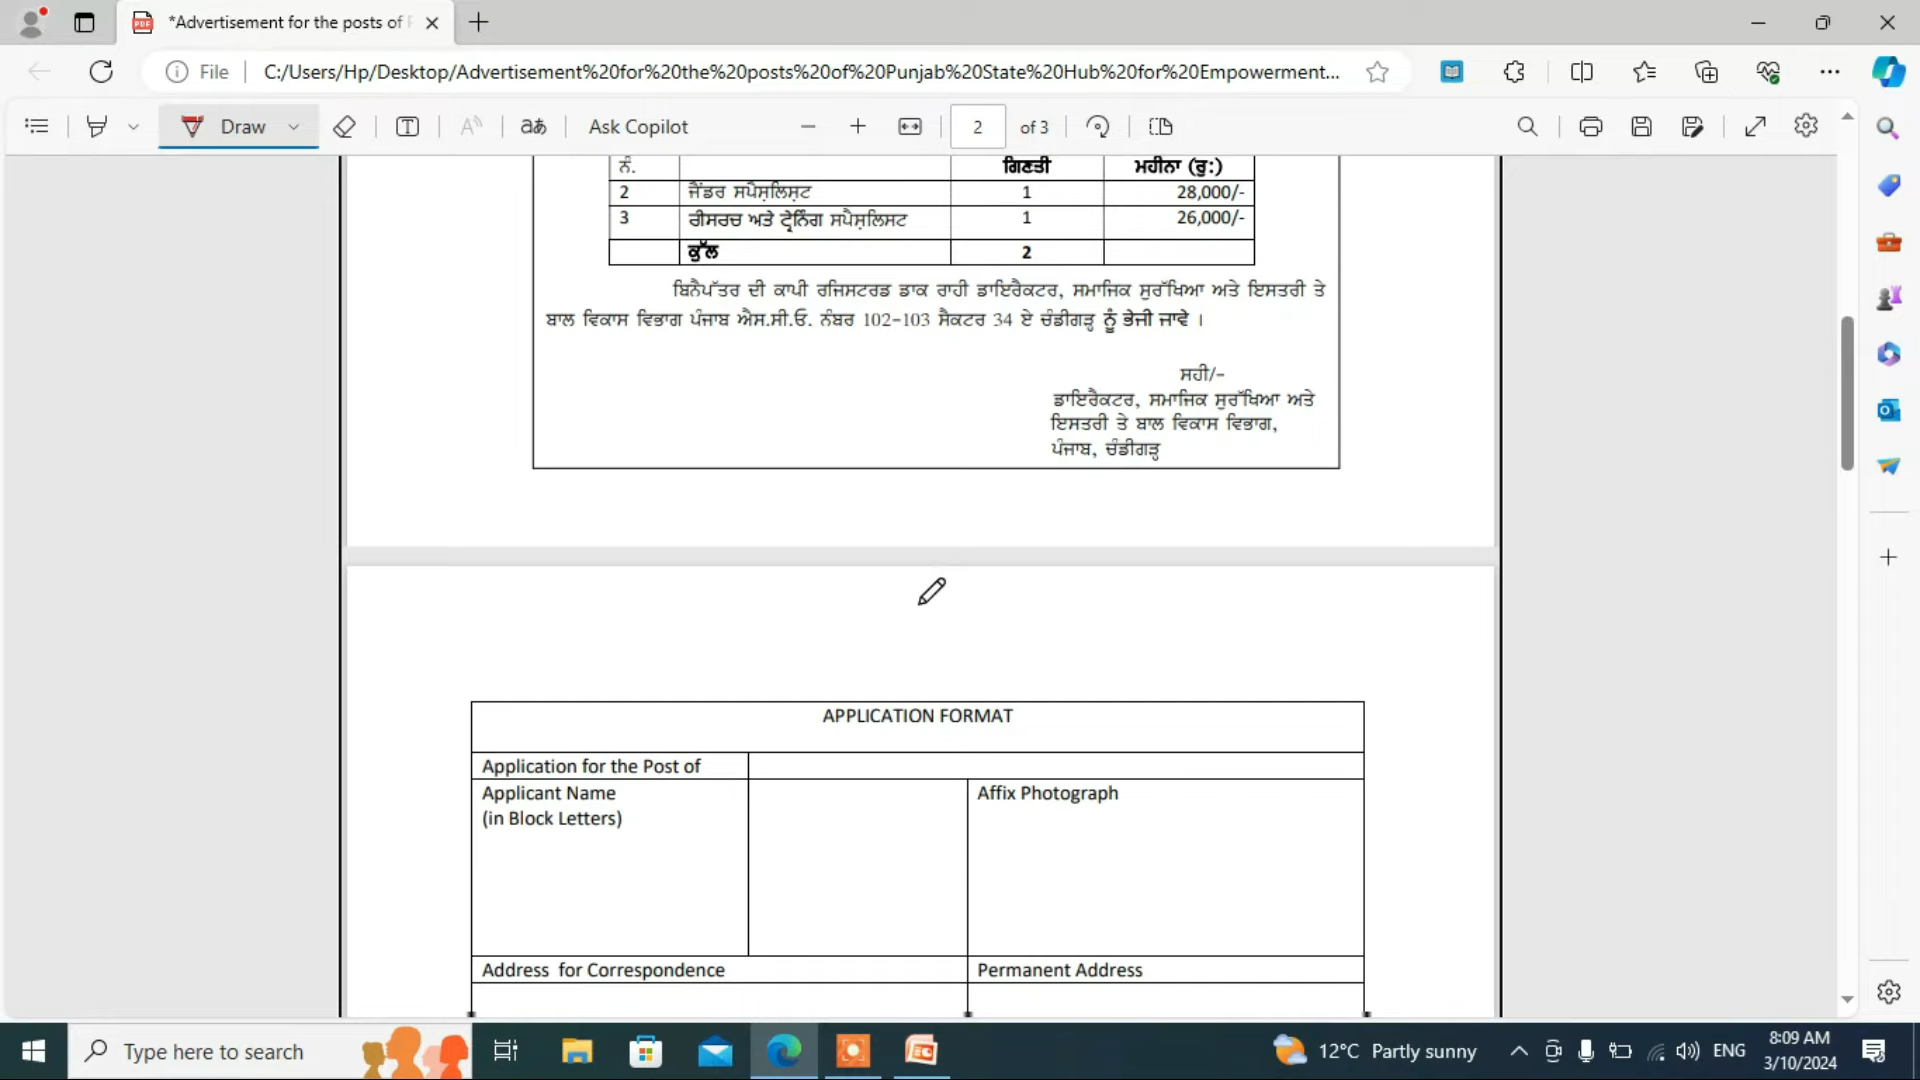 *Advertisement for the posts of
File
C:/Users/Hp/Desktop/Advertisement%20for%20the%20posts%20of%20Punjab%20State%20Hub%20for%20Empowerment...
Draw
Ask Copilot
2 of 3
ਨੰ. ਗਿਣਤੀ ਮਹੀਨਾ (ਰੁ:)
2 ਜੈਂਡਰ ਸਪੈਸ਼ਲਿਸ਼ਟ 1 28,000/-
3 ਰੀਸਰਚ ਅਤੇ ਟ੍ਰੇਨਿੰਗ ਸਪੈਸ਼ਲਿਸਟ 1 26,000/-
ਕੁੱਲ 2
ਬਿਨੈਪੱਤਰ ਦੀ ਕਾਪੀ ਰਜਿਸਟਰਡ ਡਾਕ ਰਾਹੀ ਡਾਇਰੈਕਟਰ, ਸਮਾਜਿਕ ਸੁਰੱਖਿਆ ਅਤੇ ਇਸਤਰੀ ਤੇ
ਬਾਲ ਵਿਕਾਸ ਵਿਭਾਗ ਪੰਜਾਬ ਐਸ.ਸੀ.ਓ. ਨੰਬਰ 102-103 ਸੈਕਟਰ 34 ਏ ਚੰਡੀਗੜ੍ਹ ਨੂੰ ਭੇਜੀ ਜਾਵੇ ।
ਸਹੀ/-
ਡਾਇਰੈਕਟਰ, ਸਮਾਜਿਕ ਸੁਰੱਖਿਆ ਅਤੇ
ਇਸਤਰੀ ਤੇ ਬਾਲ ਵਿਕਾਸ ਵਿਭਾਗ,
ਪੰਜਾਬ, ਚੰਡੀਗੜ੍ਹ
APPLICATION FORMAT
Application for the Post of
Applicant Name
(in Block Letters)
Affix Photograph
Address for Correspondence
Permanent Address
Type here to search
12°C Partly sunny
ENG
8:09 AM
3/10/2024